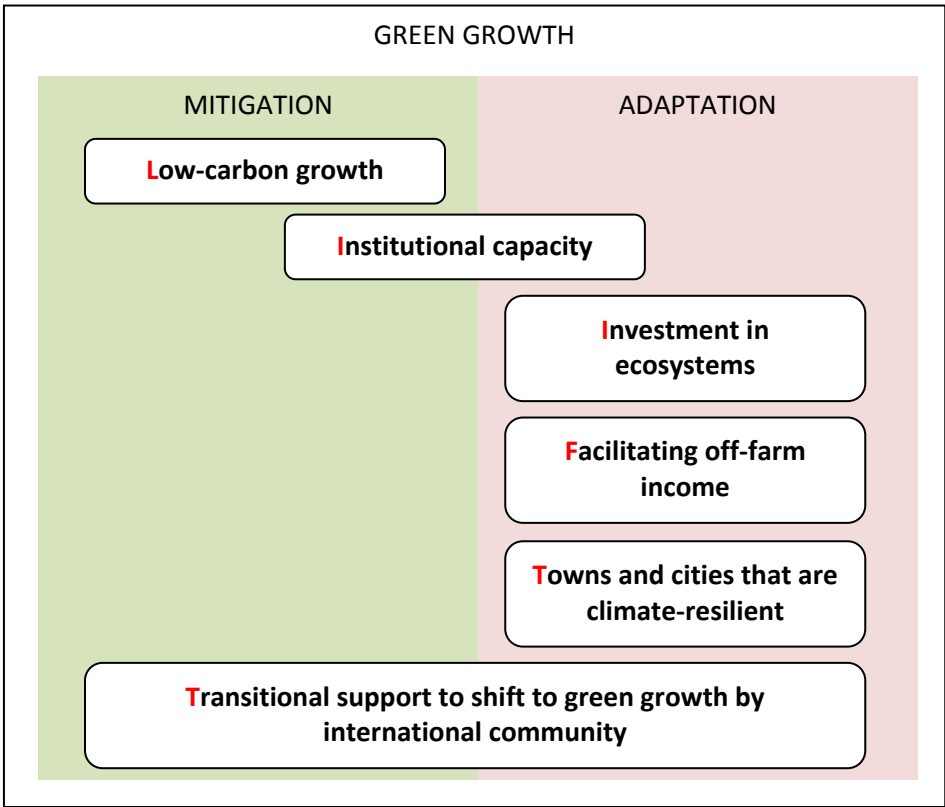 GREEN GROWTH
MITIGATION
ADAPTATION
Low-carbon growth
Institutional capacity
Investment in
ecosystems
Facilitating off-farm
income
Towns and cities that are
climate-resilient
Transitional support to shift to green growth by
international community